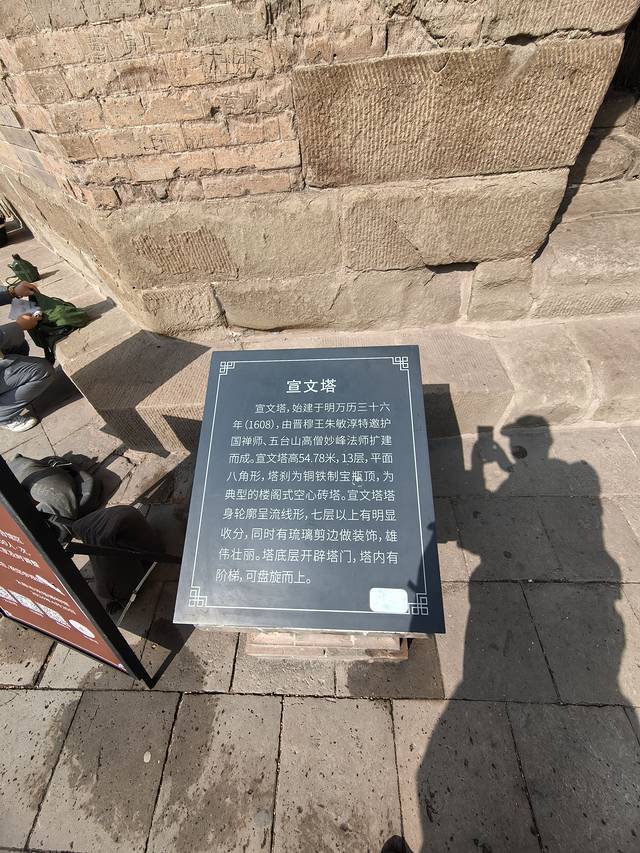 宣文塔
宣文塔，始建于明万历三十六
年(1608)，由晋穆王朱敏淳特邀护
国禅师、五台山高僧妙峰法师扩建
而成。宣文塔高54.78米，13层，平面
八角形，塔刹为铜铁制宝瓶顶，为
典型的楼阁式空心砖塔。宣文塔塔
身轮廓呈流线形，七层以上有明显
收分，同时有琉璃剪边做装饰，雄
伟壮丽。塔底层开辟塔门，塔内有
阶梯，可盘旋而上。